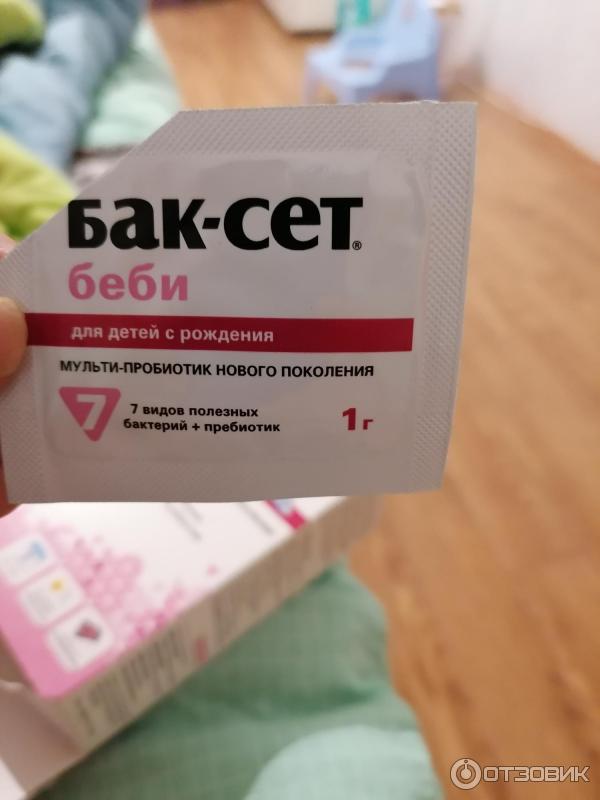 Бак-сет®
беби
для детей с рождения
МУЛЬТИ-ПРОБИОТИК НОВОГО ПОКОЛЕНИЯ
7
7 видов полезных
бактерий + пребиотик
1 г
ОТЗОВИК